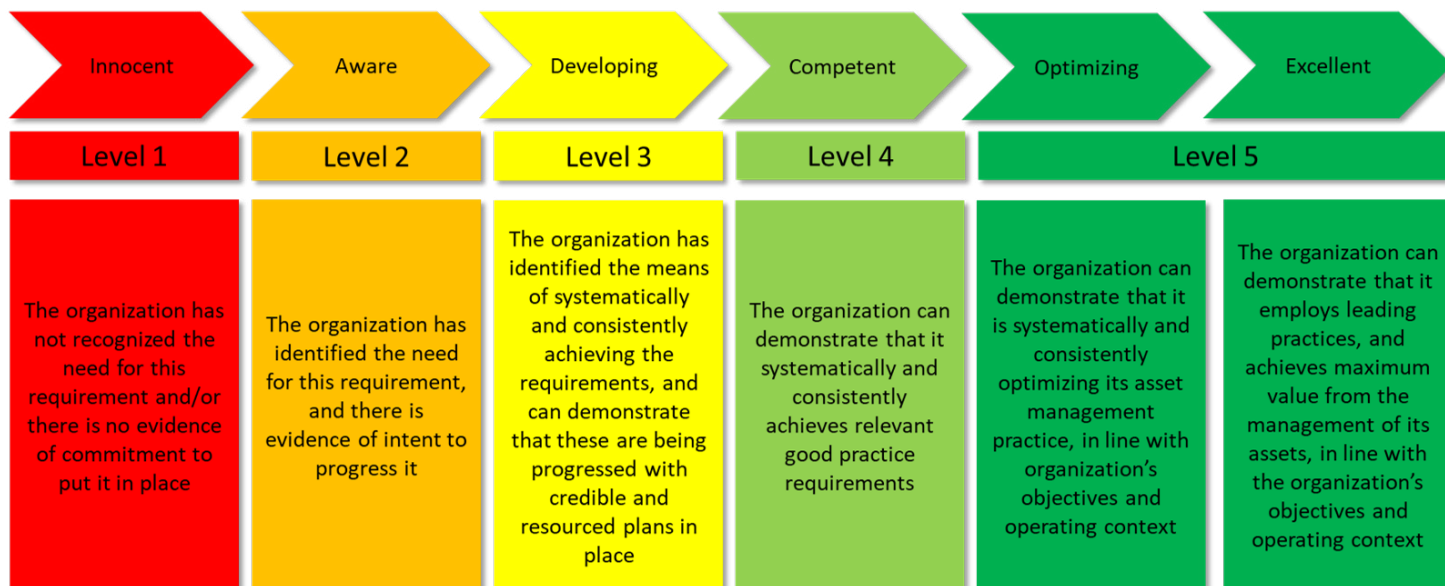 Innocent
Aware
Developing
Competent
Optimizing
Excellent
Level 1
Level 2
Level 3
Level 4
Level 5
The organization has
not recognized the
need for this
requirement and/or
there is no evidence
of commitment to
put it in place
The organization has
identified the need
for this requirement,
and there is
evidence of intent to
progress it
The organization has
identified the means
of systematically
and consistently
achieving the
requirements, and
can demonstrate
that these are being
progressed with
credible and
resourced plans in
place
The organization can
demonstrate that it
systematically and
consistently
achieves relevant
good practice
requirements
The organization can
demonstrate that it
is systematically and
consistently
optimizing its asset
management
practice, in line with
organization’s
objectives and
operating context
The organization can
demonstrate that it
employs leading
practices, and
achieves maximum
value from the
management of its
assets, in line with
the organization’s
objectives and
operating context